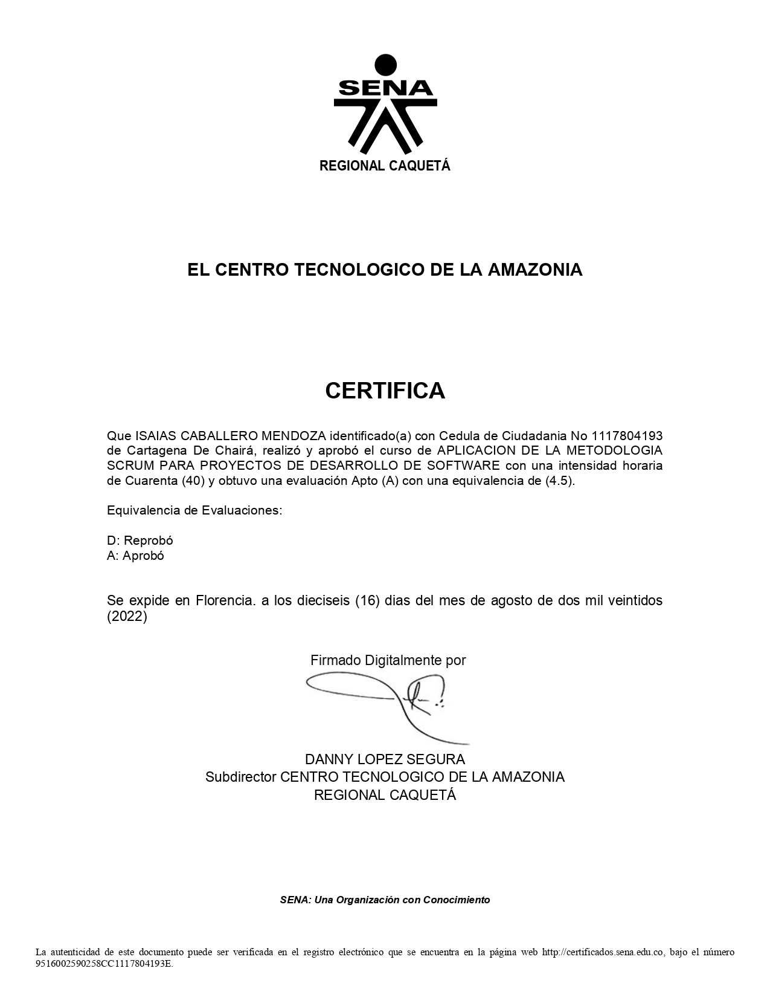 SENA
REGIONAL CAQUETÁ
EL CENTRO TECNOLOGICO DE LA AMAZONIA
CERTIFICA
Que ISAIAS CABALLERO MENDOZA identificado(a) con Cedula de Ciudadania No 1117804193
de Cartagena De Chairá, realizó y aprobó el curso de APLICACION DE LA METODOLOGIA
SCRUM PARA PROYECTOS DE DESARROLLO DE SOFTWARE con una intensidad horaria
de Cuarenta (40) y obtuvo una evaluación Apto (A) con una equivalencia de (4.5).
Equivalencia de Evaluaciones:
D: Reprobó
A: Aprobó
Se expide en Florencia. a los dieciseis (16) dias del mes de agosto de dos mil veintidos
(2022)
Firmado Digitalmente por
DANNY LOPEZ SEGURA
Subdirector CENTRO TECNOLOGICO DE LA AMAZONIA
REGIONAL CAQUETÁ
SENA: Una Organización con Conocimiento
La autenticidad de este documento puede ser verificada en el registro electrónico que se encuentra en la página web http://certificados.sena.edu.co, bajo el número
9516002590258CC1117804193E.